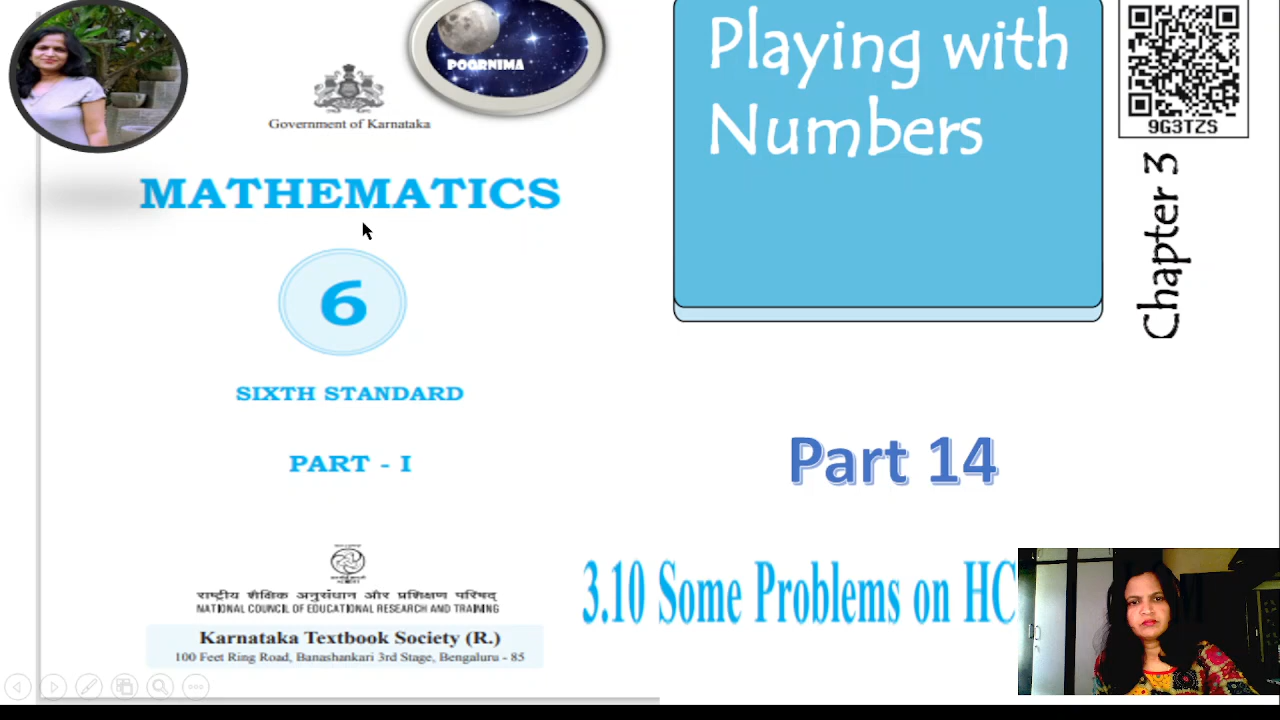 POORNIMA
Government of Karnataka
MATHEMATICS
6
SIXTH STANDARD
PART - I
राष्ट्रीय शैक्षिक अनुसंधान और प्रशिक्षण परिषद्
NATIONAL COUNCIL OF EDUCATIONAL RESEARCH AND TRAINING
Karnataka Textbook Society (R.)
100 Feet Ring Road, Banashankari 3rd Stage, Bengaluru - 85
Playing with
Numbers
9G3TZS
Chapter 3
Part 14
3.10 Some Problems on HC